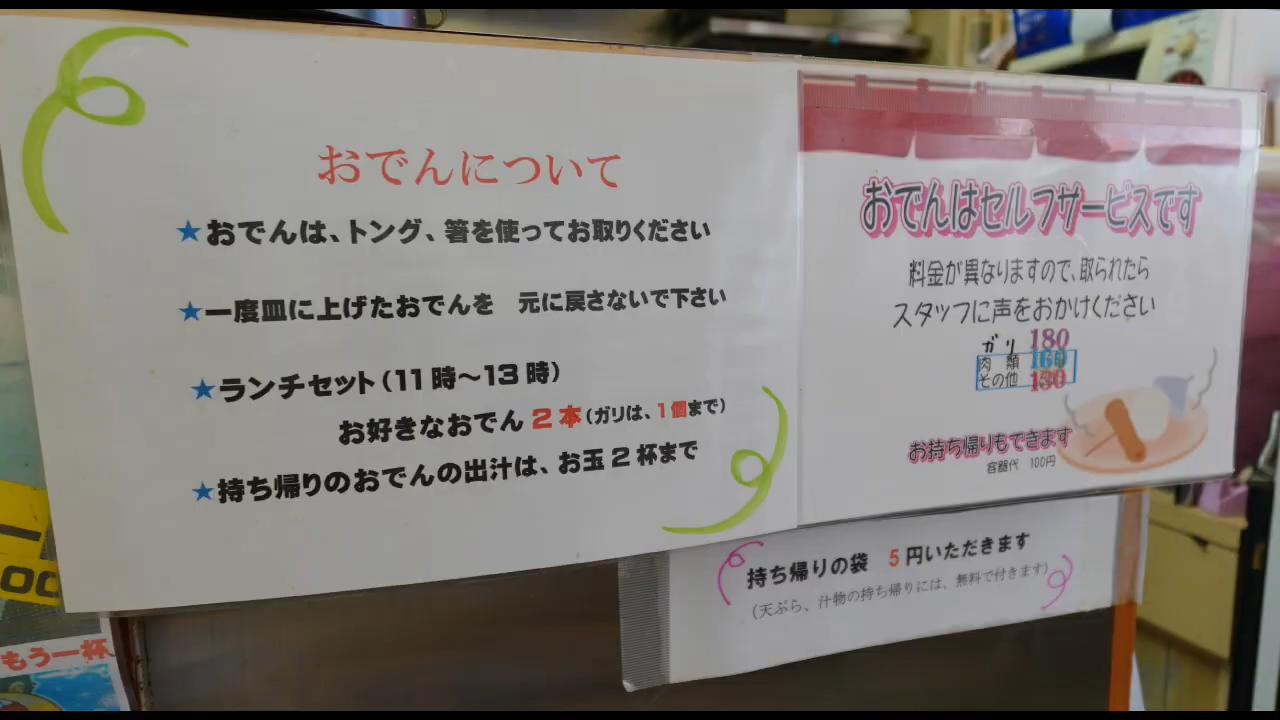 おでんについて
★おでんは、トング、箸を使ってお取りください
★一度皿に上げたおでんを 元に戻さないで下さい
★ランチセット（11時～13時）
お好きなおでん 2本（ガリは、1個まで）
★持ち帰りのおでんの出汁は、お玉2杯まで
おでんはセルフサービスです
料金が異なりますので、取られたら
スタッフに声をおかけください
ガリ 180
肉類 160
その他 130
お持ち帰りもできます
容器代 100円
持ち帰りの袋 5円いただきます
（天ぷら、汁物の持ち帰りには、無料で付きます）
もう一杯